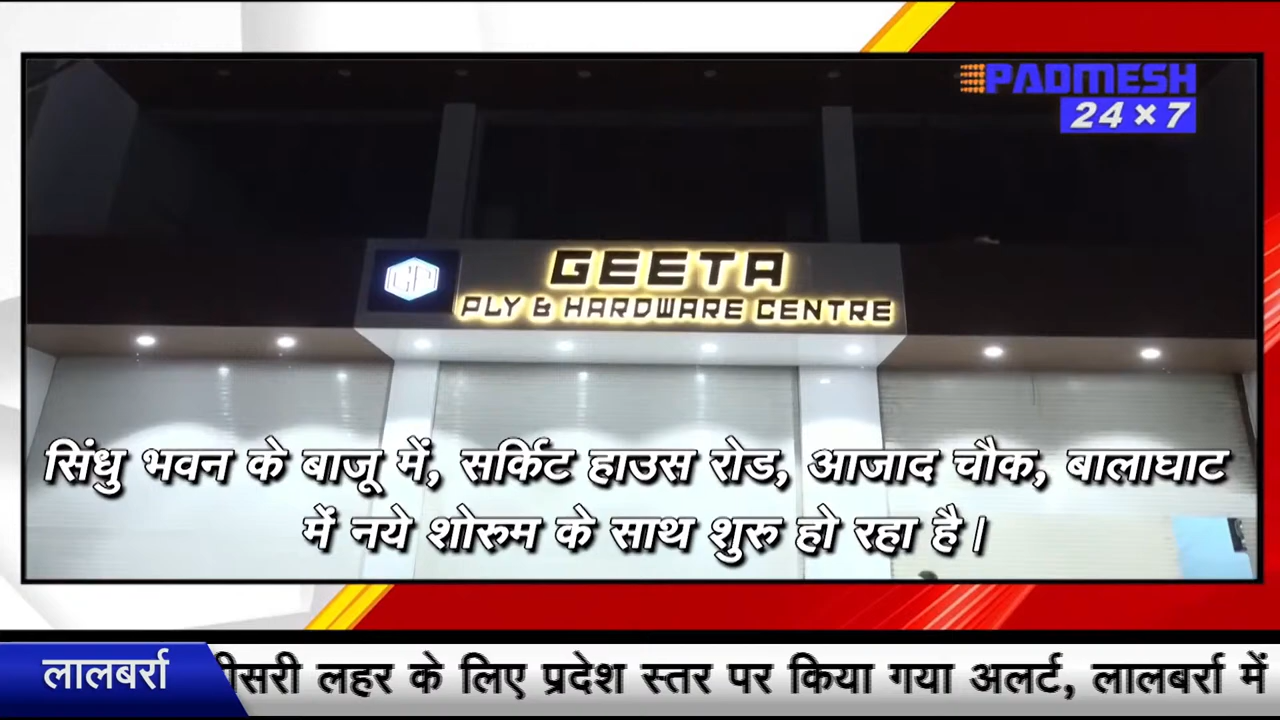 PADMESH
24×7
GEETA
PLY & HARDWARE CENTRE
सिंधु भवन के बाजू में, सर्किट हाउस रोड, आजाद चौक, बालाघाट
में नये शोरुम के साथ शुरु हो रहा है।
लालबर्रा
लहर के लिए प्रदेश स्तर पर किया गया अलर्ट, लालबर्रा में